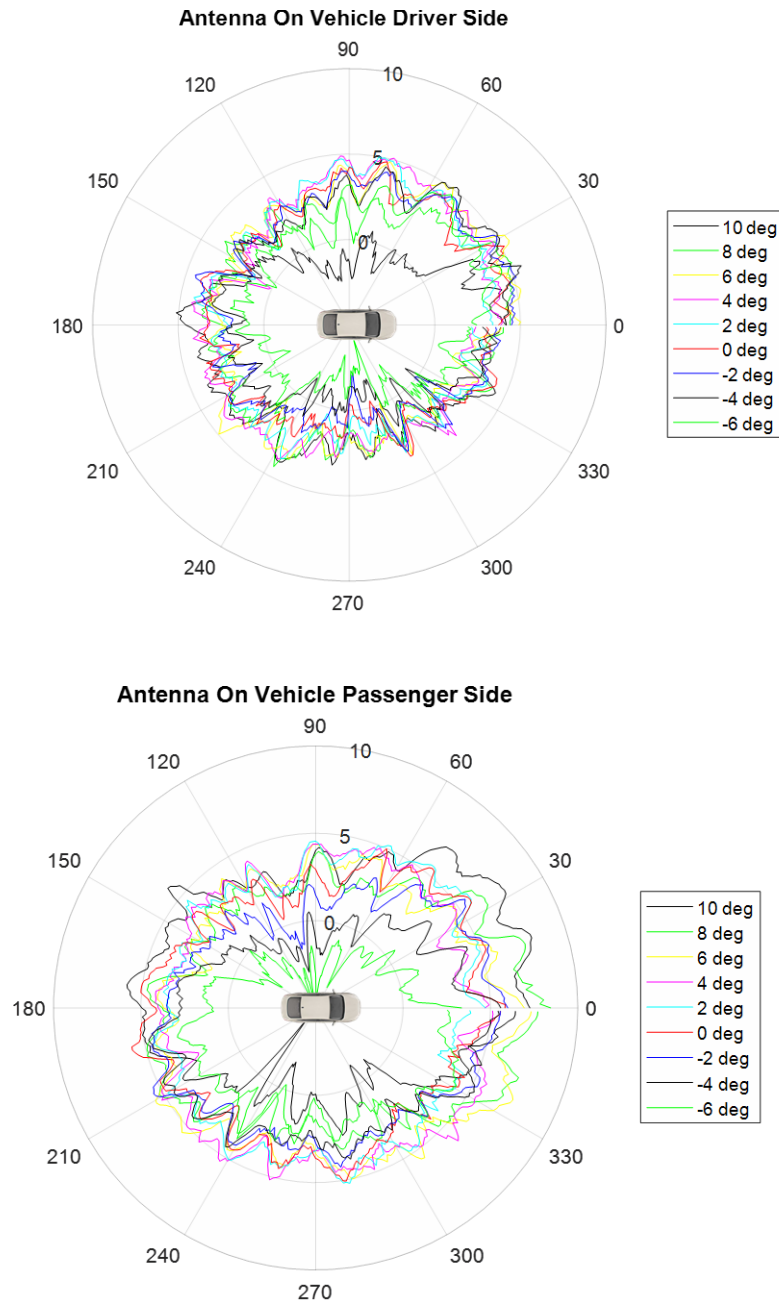 Antenna On Vehicle Driver Side
90
120 10 60
5
150 30
0
180 0
210 330
240 300
270
10 deg
8 deg
6 deg
4 deg
2 deg
0 deg
-2 deg
-4 deg
-6 deg
Antenna On Vehicle Passenger Side
90
120 10 60
5
150 30
0
180 0
210 330
240 300
270
10 deg
8 deg
6 deg
4 deg
2 deg
0 deg
-2 deg
-4 deg
-6 deg